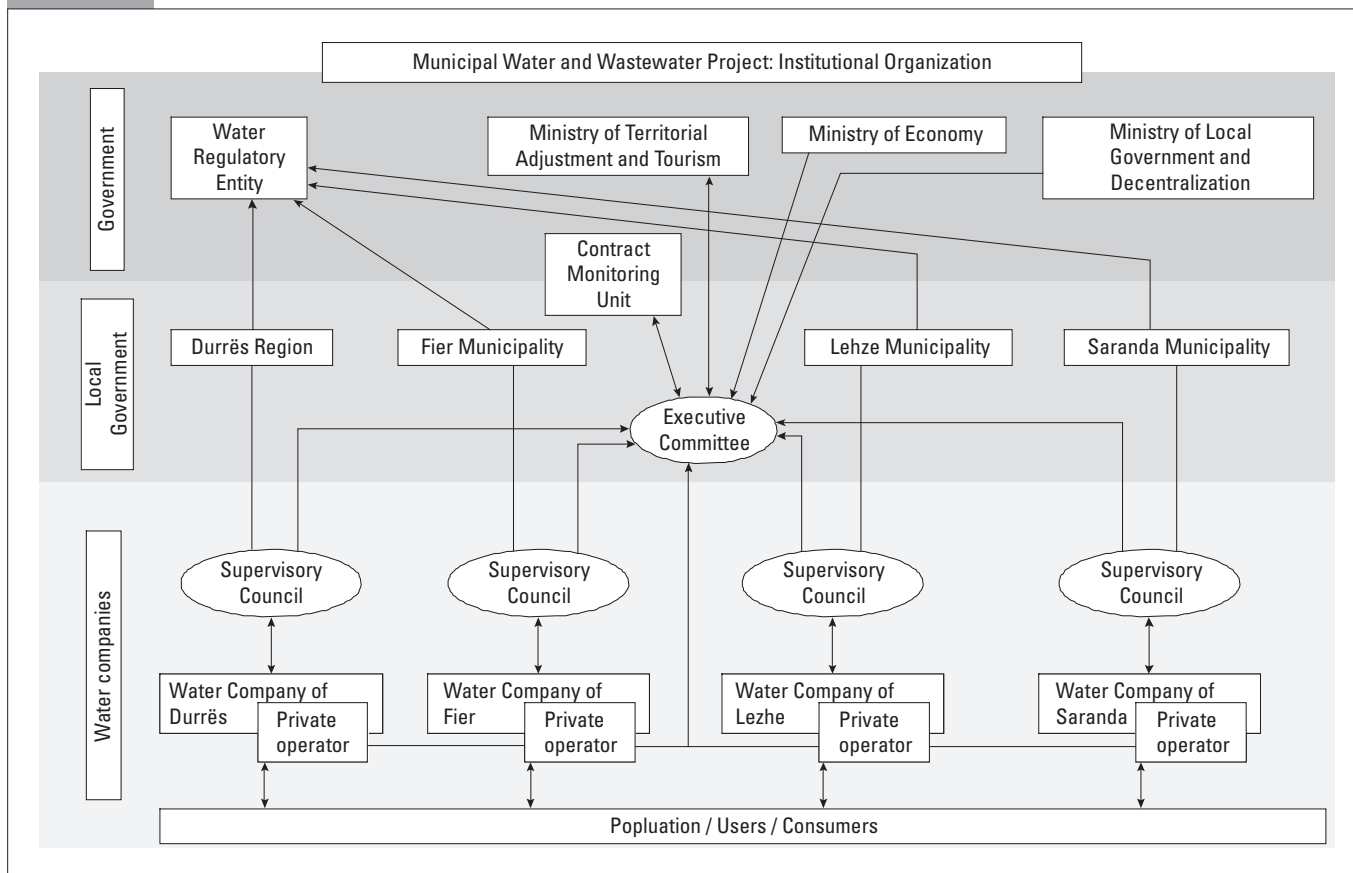 Municipal Water and Wastewater Project: Institutional Organization
Government
Water
Regulatory
Entity
Ministry of Territorial
Adjustment and Tourism
Ministry of Economy
Ministry of Local
Government and
Decentralization
Contract
Monitoring
Unit
Local
Government
Durrës Region
Fier Municipality
Lehze Municipality
Saranda Municipality
Executive
Committee
Water companies
Supervisory
Council
Supervisory
Council
Supervisory
Council
Supervisory
Council
Water Company of
Durrës
Private
operator
Water Company of
Fier
Private
operator
Water Company of
Lezhe
Private
operator
Water Company of
Saranda
Private
operator
Popluation / Users / Consumers